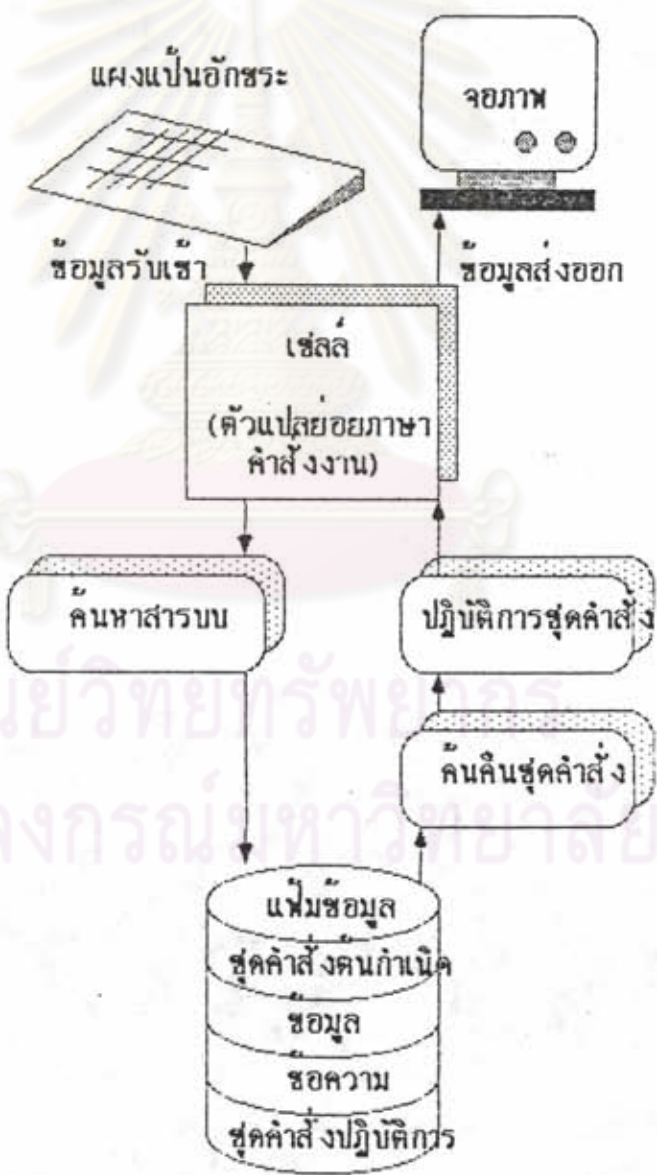 แผงแป้นอักขระ
จอภาพ
ข้อมูลรับเข้า
ข้อมูลส่งออก
เชลล์
(ตัวแปลย่อยภาษา
คำสั่งงาน)
ค้นหาสารบบ
ปฏิบัติการชุดคำสั่ง
ค้นคืนชุดคำสั่ง
แฟ้มข้อมูล
ชุดคำสั่งต้นกำเนิด
ข้อมูล
ข้อความ
ชุดคำสั่งปฏิบัติการ